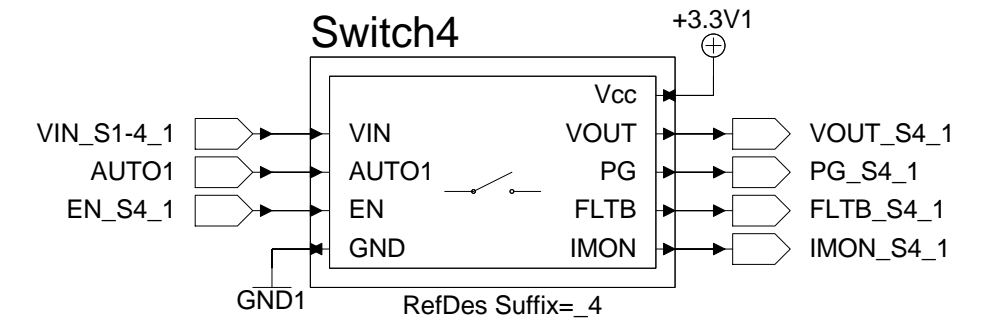 +3.3V1
Switch4
Vcc
VIN_S1-4_1 VIN VOUT VOUT_S4_1
AUTO1 AUTO1 PG PG_S4_1
EN_S4_1 EN FLTB FLTB_S4_1
GND IMON IMON_S4_1
GND1
RefDes Suffix=_4